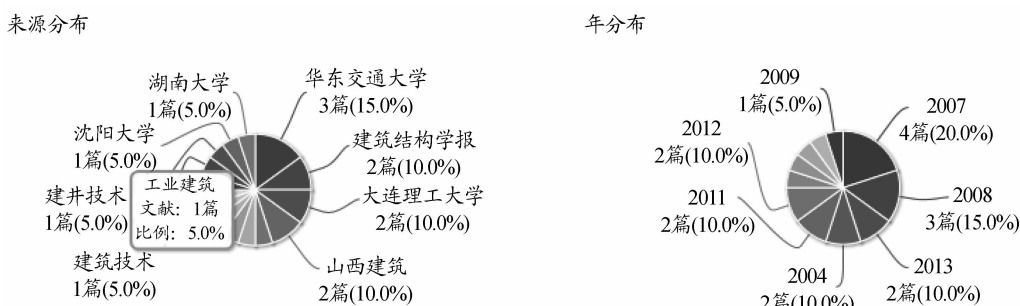 来源分布
湖南大学
1篇(5.0%)
华东交通大学
3篇(15.0%)
沈阳大学
1篇(5.0%)
建筑结构学报
2篇(10.0%)
建井技术
1篇(5.0%)
工业建筑
文献：1篇
比例：5.0%
大连理工大学
2篇(10.0%)
建筑技术
1篇(5.0%)
山西建筑
2篇(10.0%)
年分布
2009
1篇(5.0%)
2007
4篇(20.0%)
2012
2篇(10.0%)
2011
2篇(10.0%)
2008
3篇(15.0%)
2004
2篇(10.0%)
2013
2篇(10.0%)